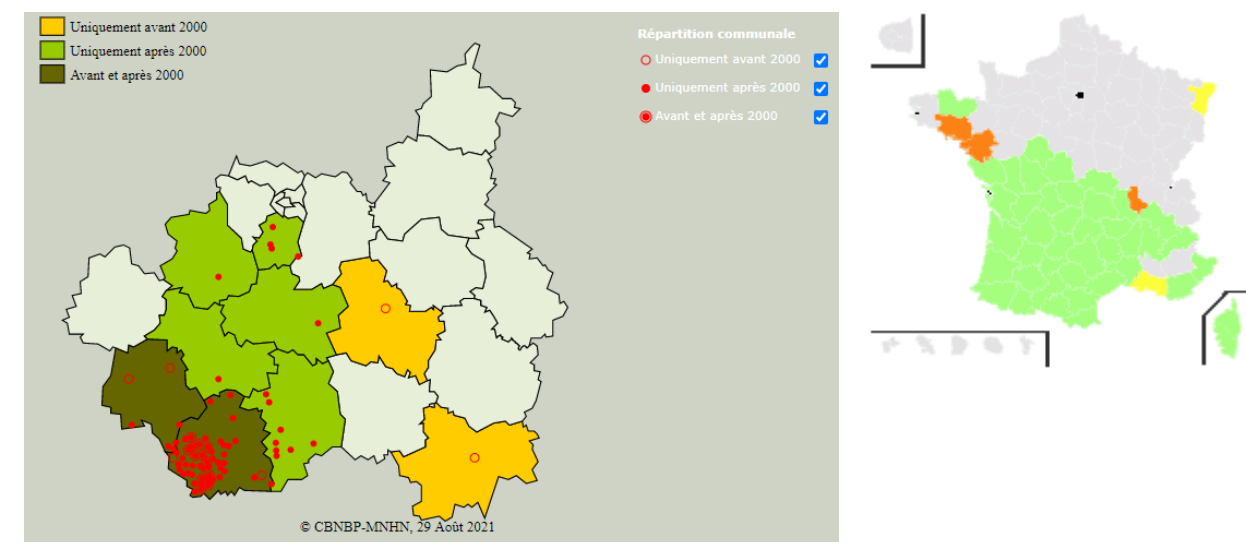 Uniquement avant 2000
Uniquement après 2000
Avant et après 2000
Répartition communale
Uniquement avant 2000
Uniquement après 2000
Avant et après 2000
© CBNBP-MNHN, 29 Août 2021